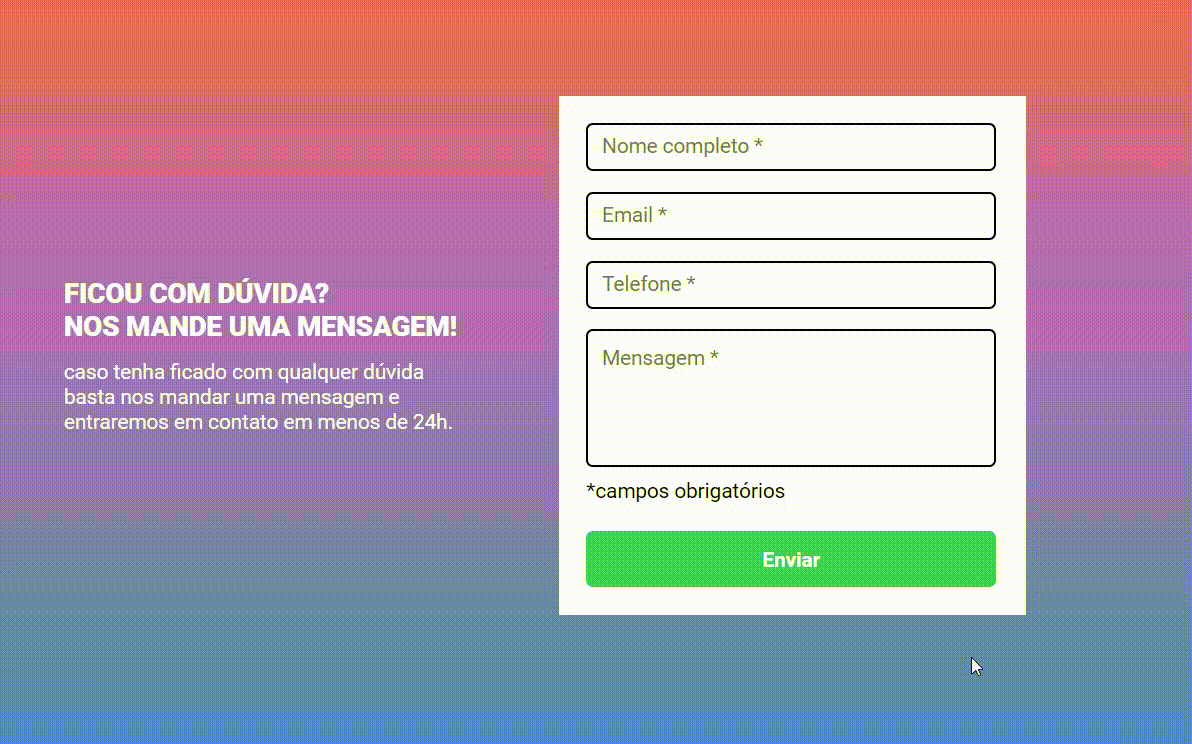 FICOU COM DÚVIDA?
NOS MANDE UMA MENSAGEM!
caso tenha ficado com qualquer dúvida
basta nos mandar uma mensagem e
entraremos em contato em menos de 24h.
Nome completo *
Email *
Telefone *
Mensagem *
*campos obrigatórios
Enviar